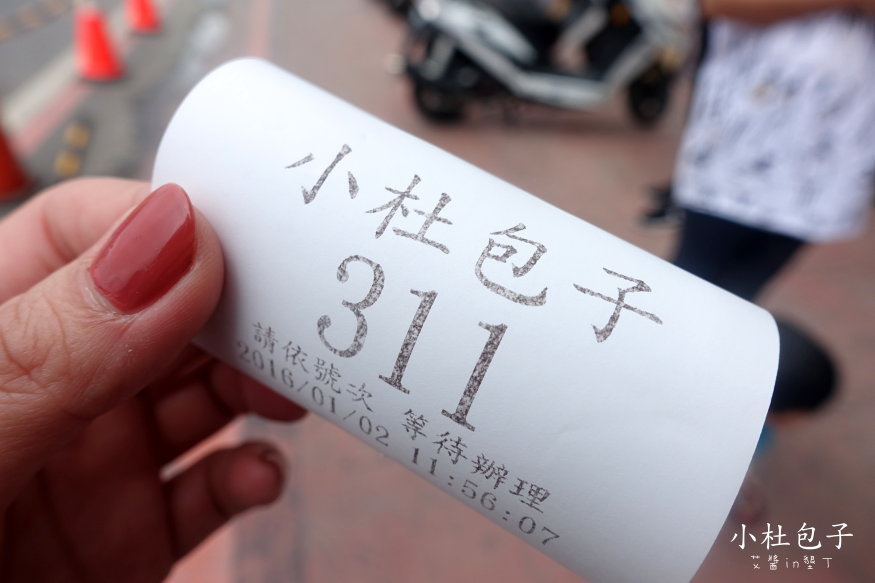 小杜包子
311
請依號次 等待辦理
2016/01/02 11:56:07
小杜包子
艾醬in墾丁